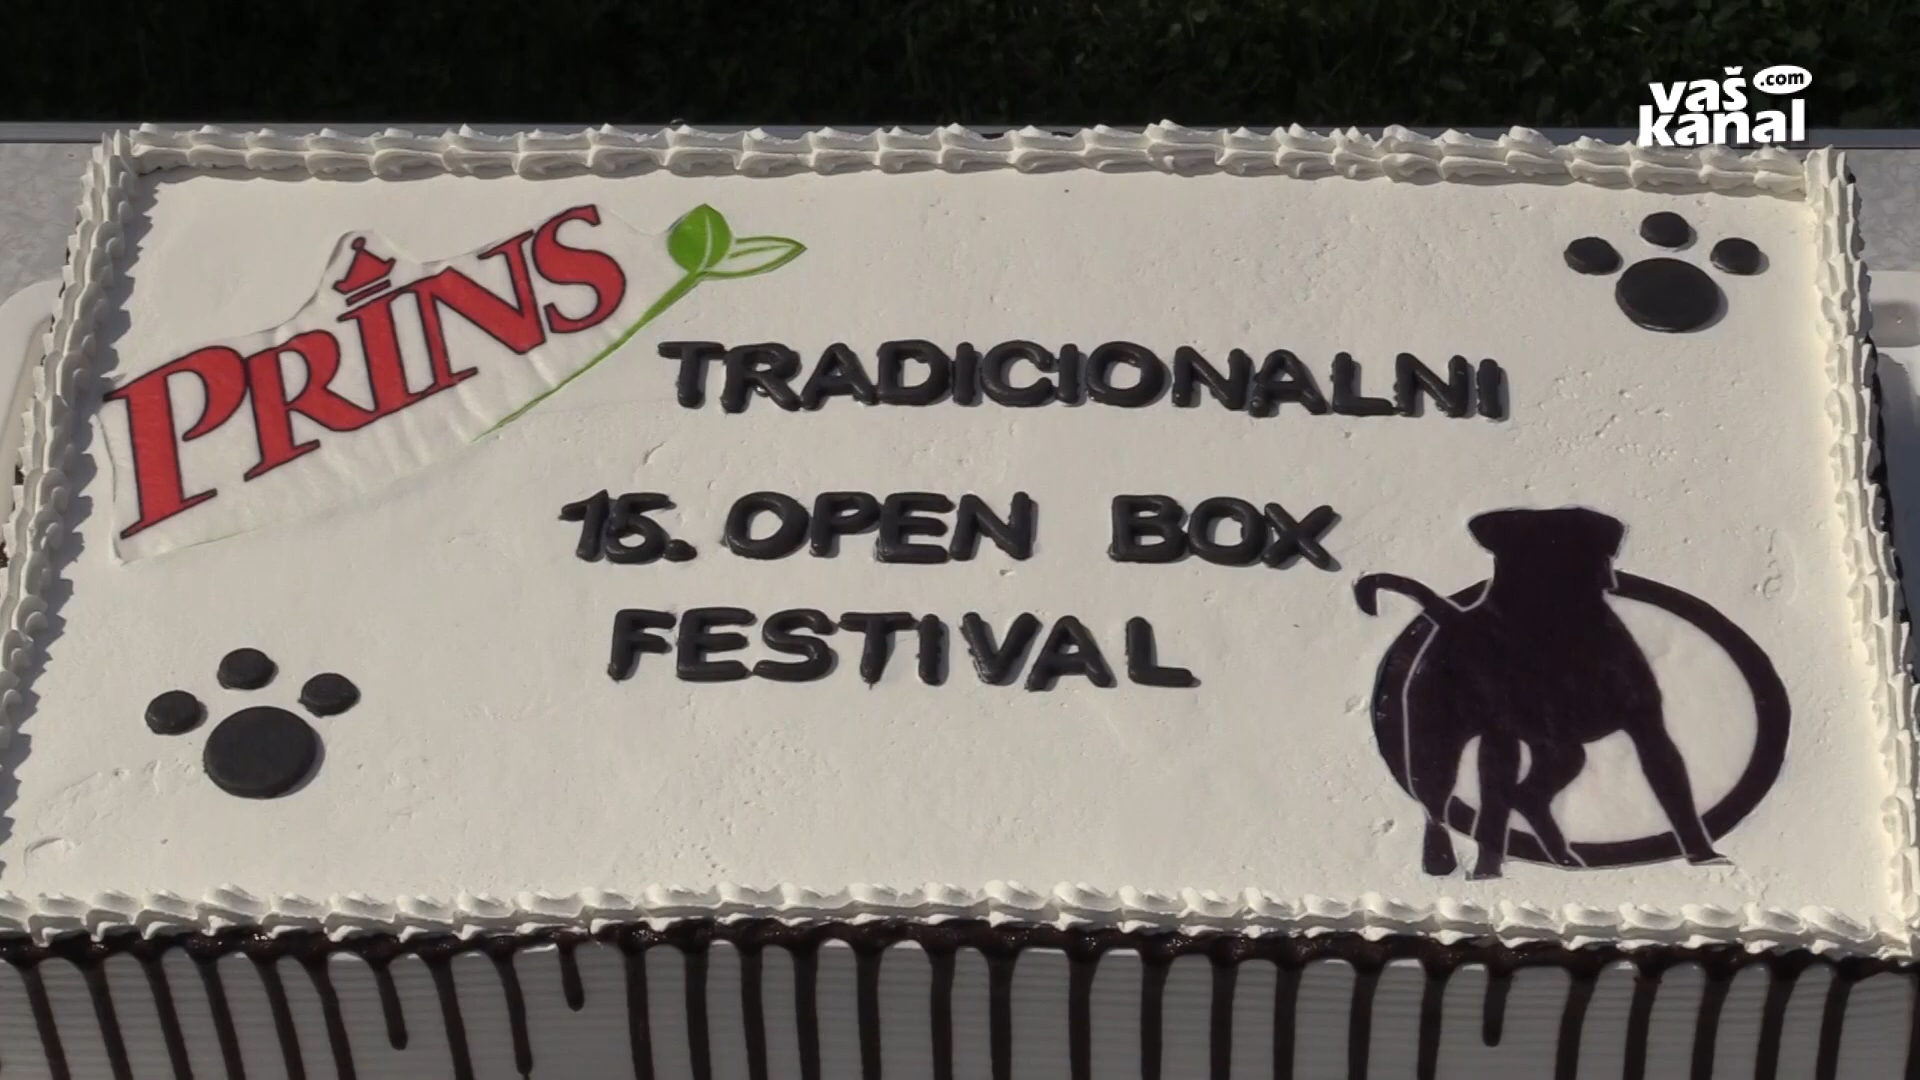 vaš .com
kanal
PRINS
TRADICIONALNI
15. OPEN BOX
FESTIVAL